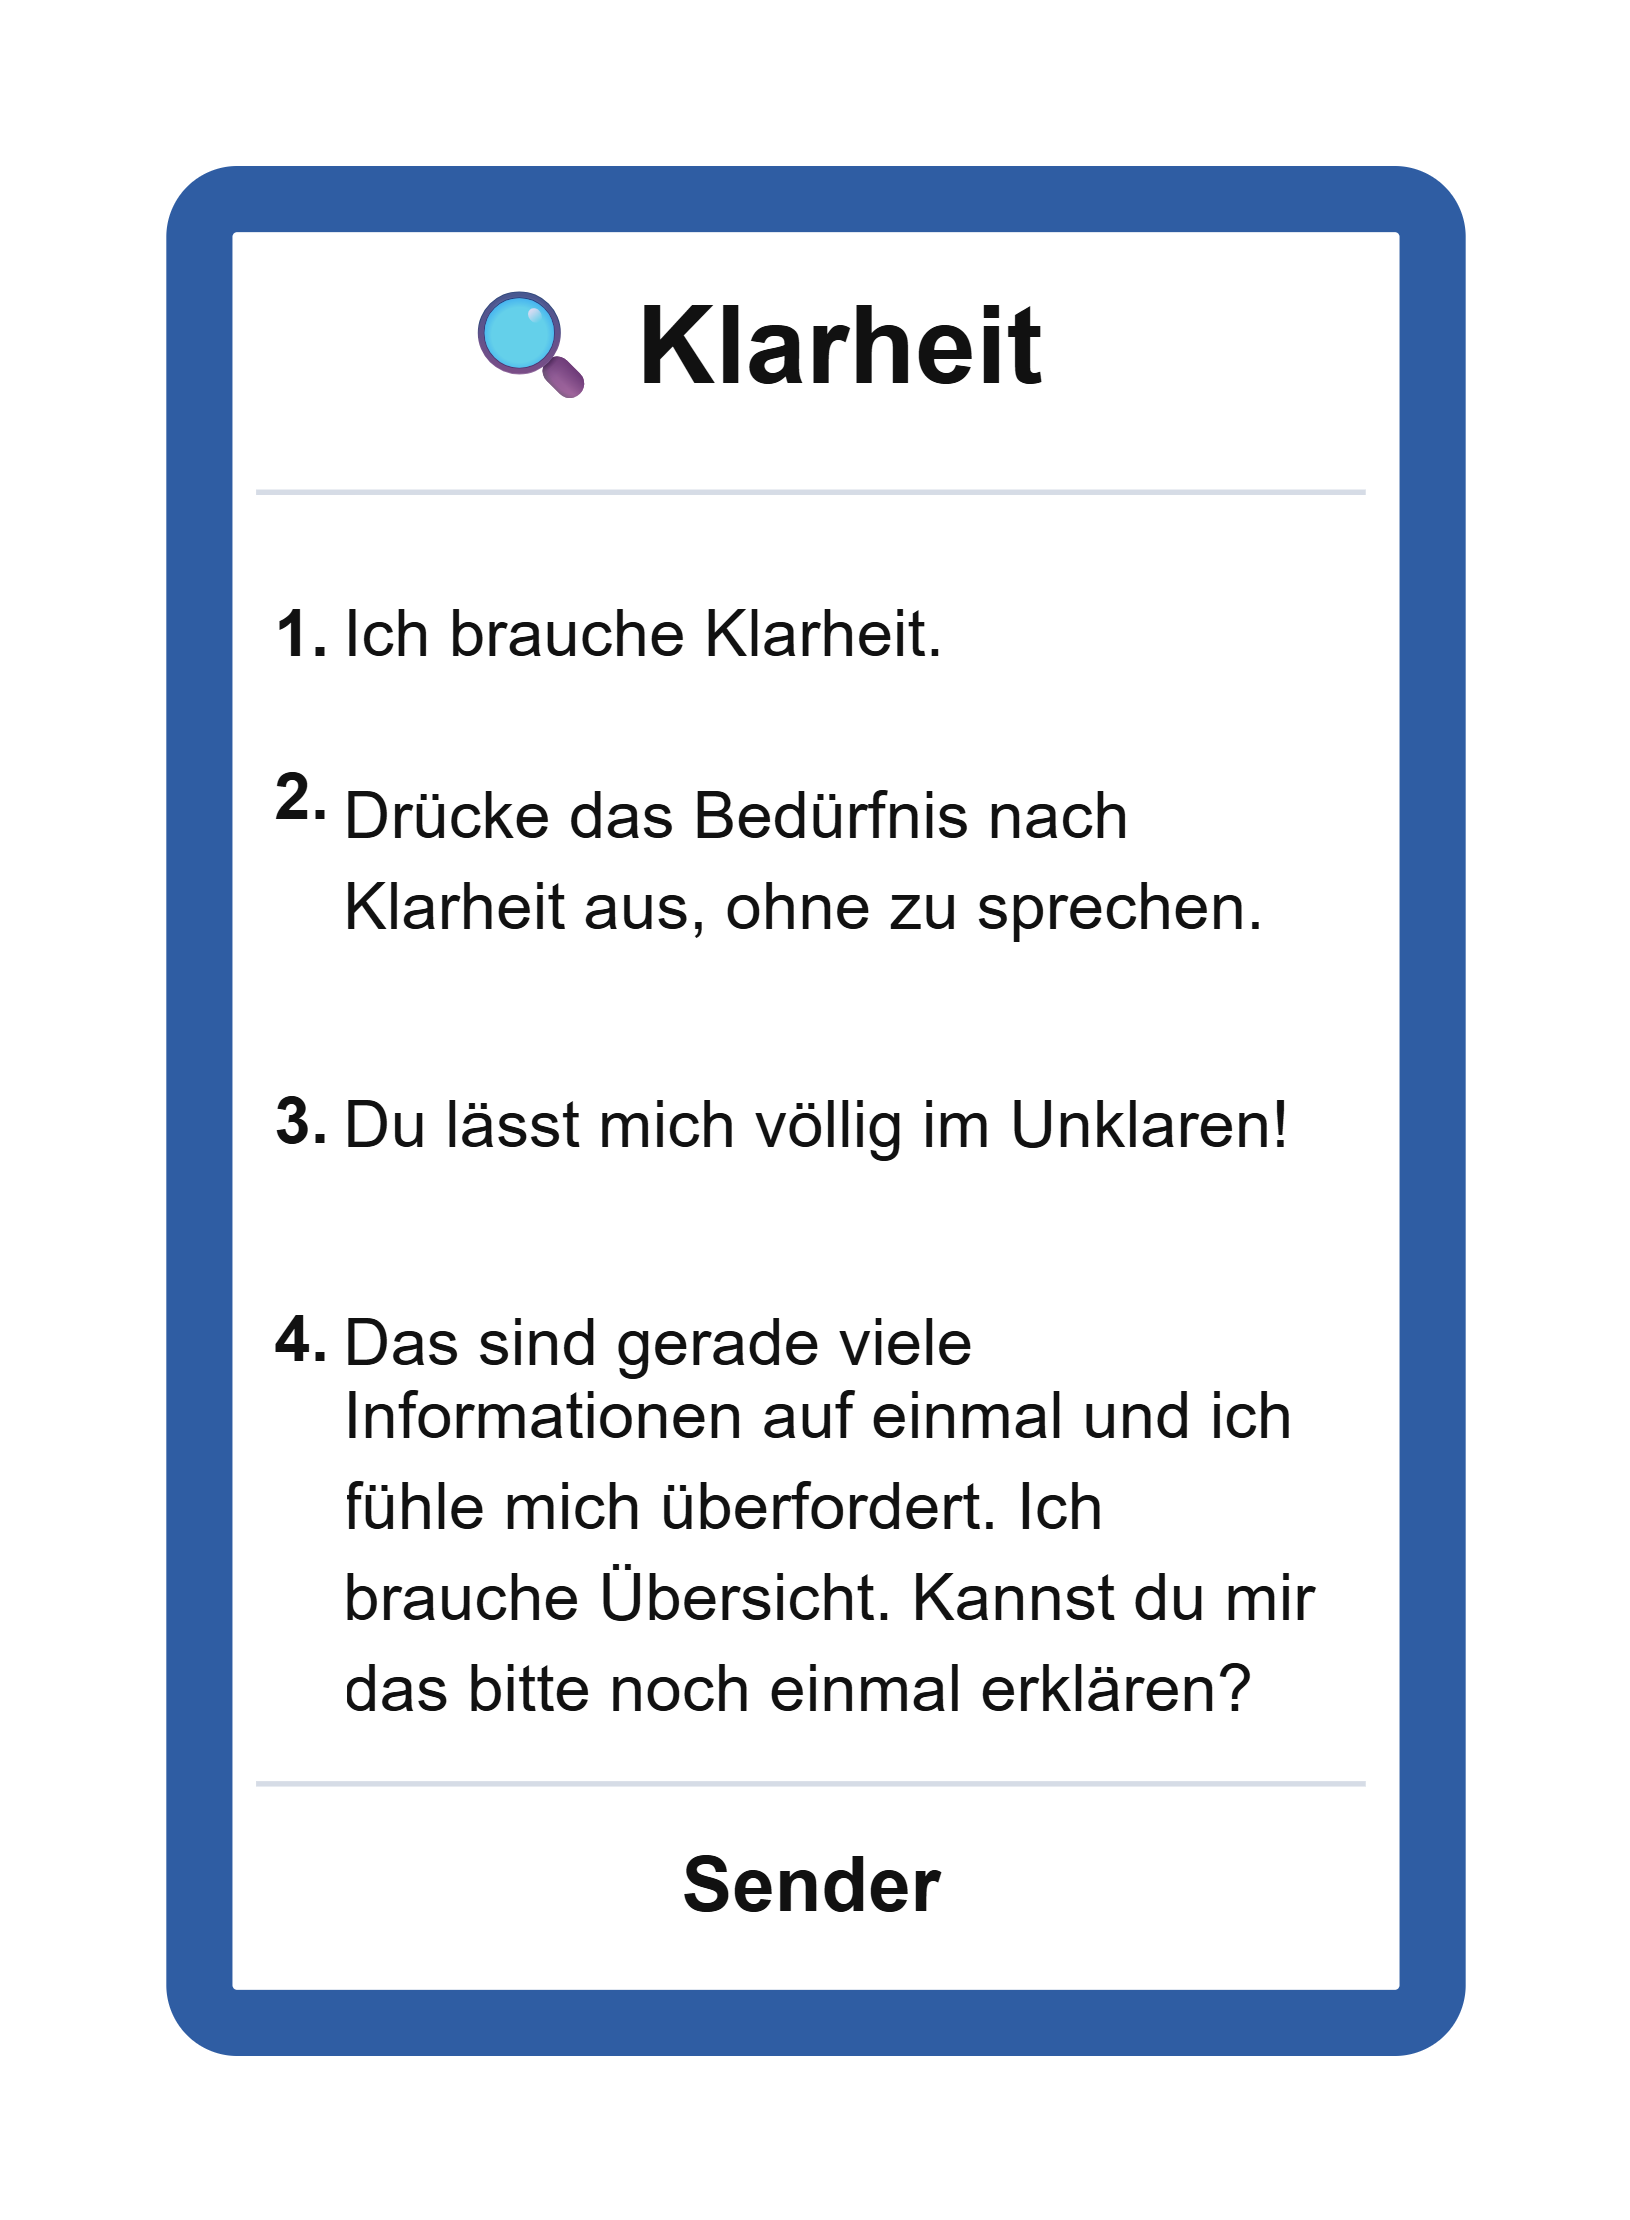 Klarheit
1. Ich brauche Klarheit.
2. Drücke das Bedürfnis nach
Klarheit aus, ohne zu sprechen.
3. Du lässt mich völlig im Unklaren!
4. Das sind gerade viele
Informationen auf einmal und ich
fühle mich überfordert. Ich
brauche Übersicht. Kannst du mir
das bitte noch einmal erklären?
Sender